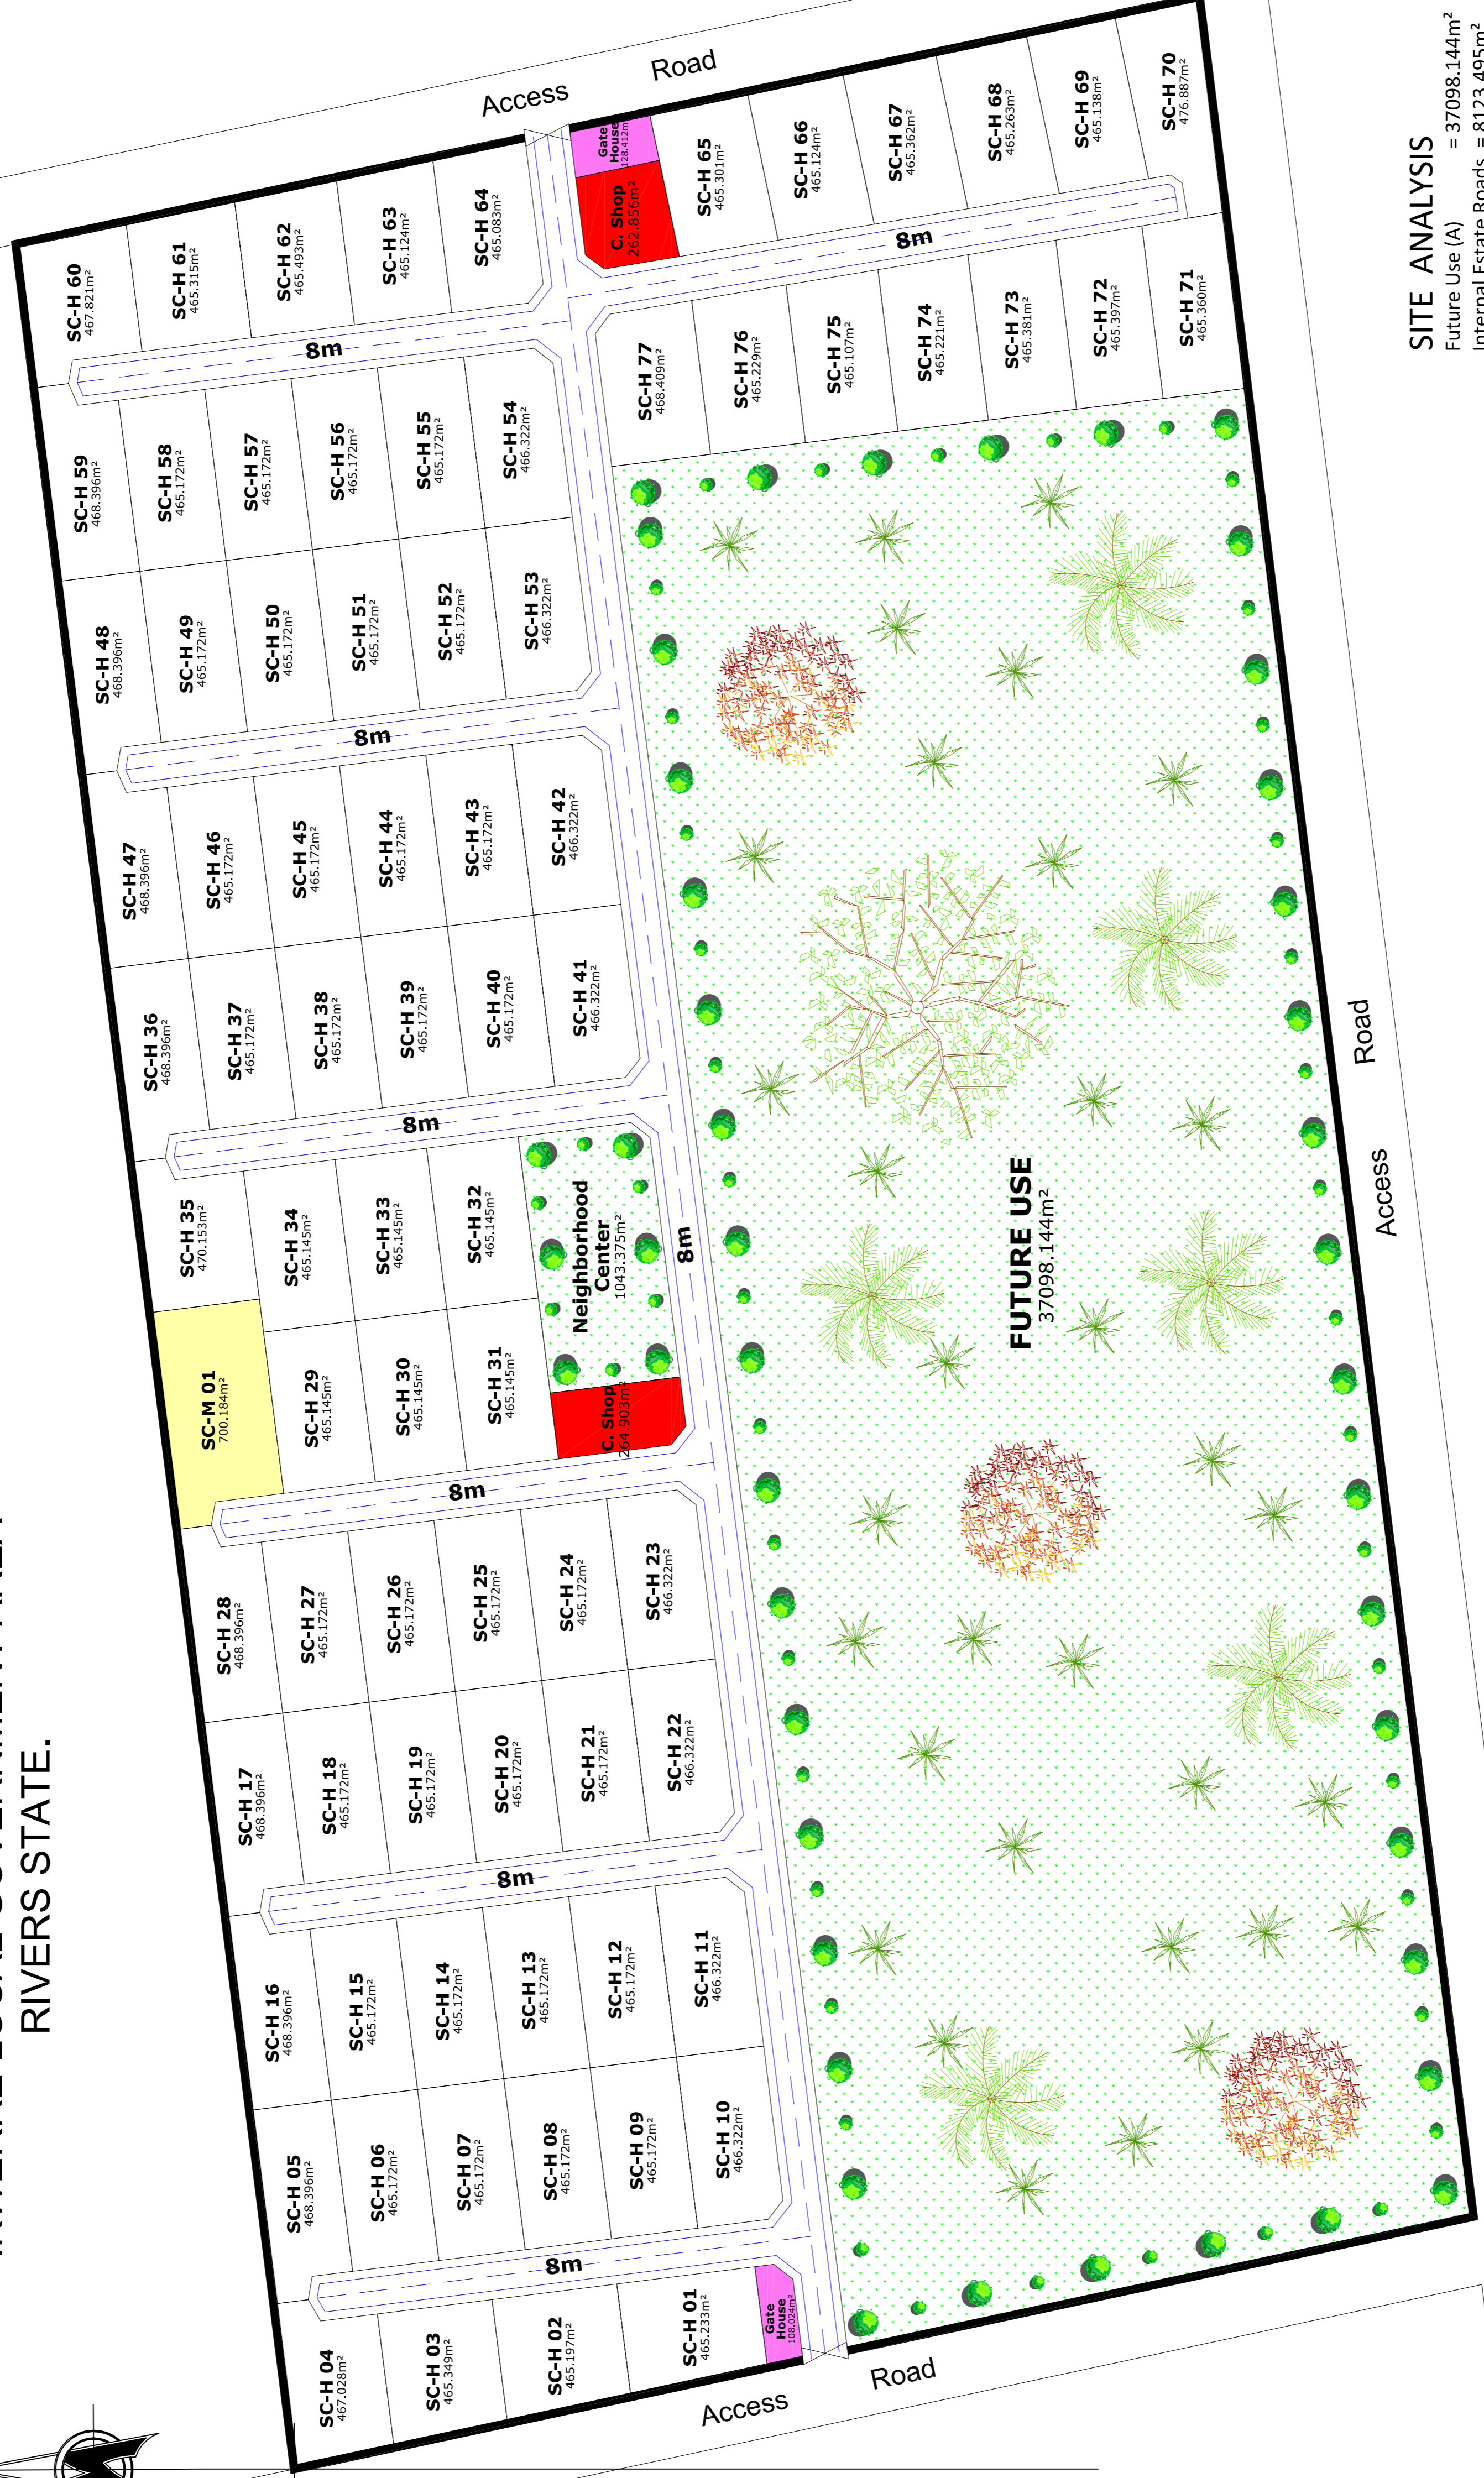 RIVERS STATE.
SITE ANALYSIS
Future Use (A) = 37098.144m²
Internal Estate Roads = 8123.495m²
Access
Road
SC-H 60
467.821m²
SC-H 61
465.315m²
SC-H 62
465.493m²
SC-H 63
465.124m²
SC-H 64
465.083m²
Gate
House
128.412m²
C. Shop
262.856m²
SC-H 65
465.301m²
SC-H 66
465.124m²
SC-H 67
465.362m²
SC-H 68
465.263m²
SC-H 69
465.138m²
SC-H 70
476.887m²
8m
8m
SC-H 59
468.396m²
SC-H 58
465.172m²
SC-H 57
465.172m²
SC-H 56
465.172m²
SC-H 55
465.172m²
SC-H 54
466.322m²
SC-H 77
468.409m²
SC-H 76
465.229m²
SC-H 75
465.107m²
SC-H 74
465.221m²
SC-H 73
465.381m²
SC-H 72
465.397m²
SC-H 71
465.360m²
SC-H 48
468.396m²
SC-H 49
465.172m²
SC-H 50
465.172m²
SC-H 51
465.172m²
SC-H 52
465.172m²
SC-H 53
466.322m²
8m
SC-H 47
468.396m²
SC-H 46
465.172m²
SC-H 45
465.172m²
SC-H 44
465.172m²
SC-H 43
465.172m²
SC-H 42
466.322m²
SC-H 36
468.396m²
SC-H 37
465.172m²
SC-H 38
465.172m²
SC-H 39
465.172m²
SC-H 40
465.172m²
SC-H 41
466.322m²
8m
SC-H 35
470.153m²
SC-H 34
465.145m²
SC-H 33
465.145m²
SC-H 32
465.145m²
Neighborhood
Center
1043.375m²
8m
FUTURE USE
37098.144m²
Access
Road
SC-M 01
700.184m²
SC-H 29
465.145m²
SC-H 30
465.145m²
SC-H 31
465.145m²
C. Shop
264.903m²
8m
SC-H 28
468.396m²
SC-H 27
465.172m²
SC-H 26
465.172m²
SC-H 25
465.172m²
SC-H 24
465.172m²
SC-H 23
466.322m²
SC-H 17
468.396m²
SC-H 18
465.172m²
SC-H 19
465.172m²
SC-H 20
465.172m²
SC-H 21
465.172m²
SC-H 22
466.322m²
8m
SC-H 16
468.396m²
SC-H 15
465.172m²
SC-H 14
465.172m²
SC-H 13
465.172m²
SC-H 12
465.172m²
SC-H 11
466.322m²
SC-H 05
468.396m²
SC-H 06
465.172m²
SC-H 07
465.172m²
SC-H 08
465.172m²
SC-H 09
465.172m²
SC-H 10
466.322m²
8m
SC-H 04
467.028m²
SC-H 03
465.349m²
SC-H 02
465.197m²
SC-H 01
465.233m²
Gate
House
108.024m²
Access
Road